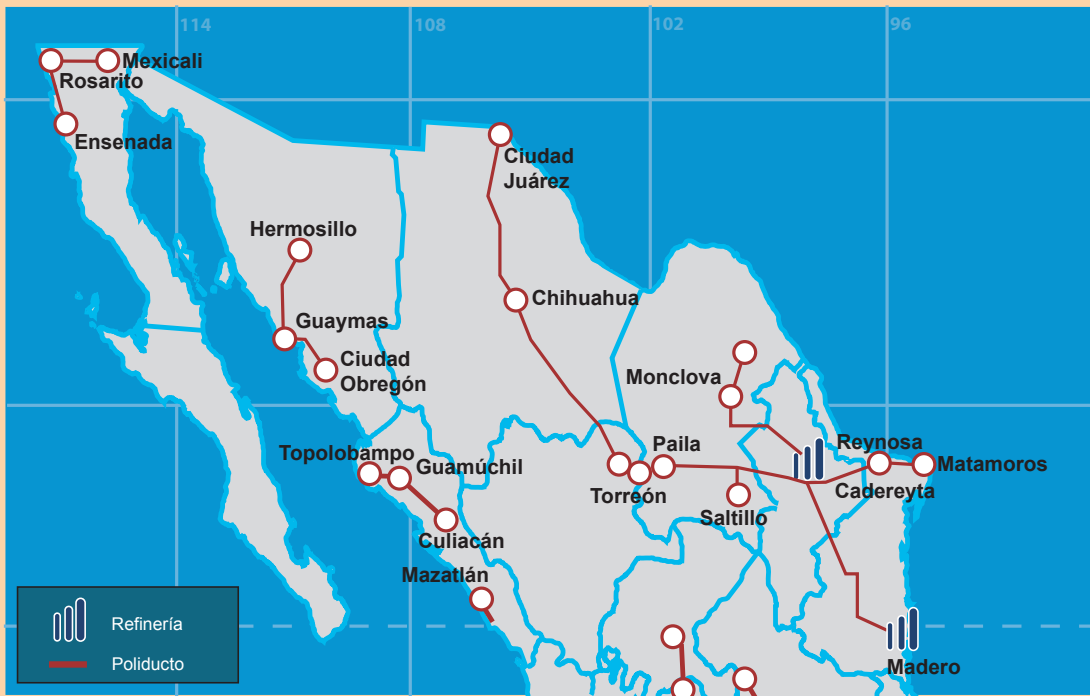 114
108
102
96
Mexicali
Rosarito
Ensenada
Ciudad
Juárez
Hermosillo
Chihuahua
Guaymas
Ciudad
Obregón
Monclova
Reynosa
Paila
Topolobampo
Guamúchil
Matamoros
Torreón
Cadereyta
Saltillo
Culiacán
Mazatlán
Refinería
Poliducto
Madero